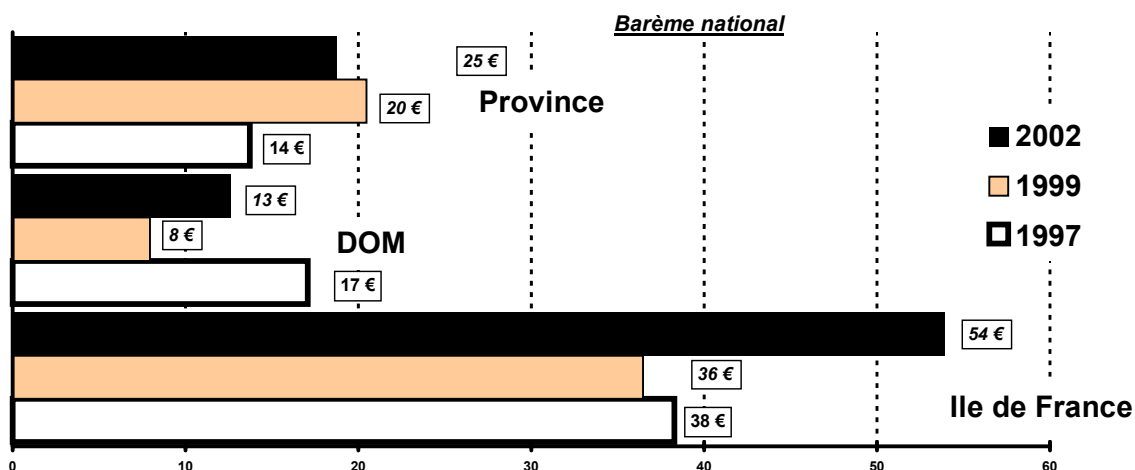 Barème national
25 €
20 €
Province
14 €
13 €
8 €
DOM
17 €
54 €
36 €
38 €
Ile de France
2002
1999
1997
0 10 20 30 40 50 60